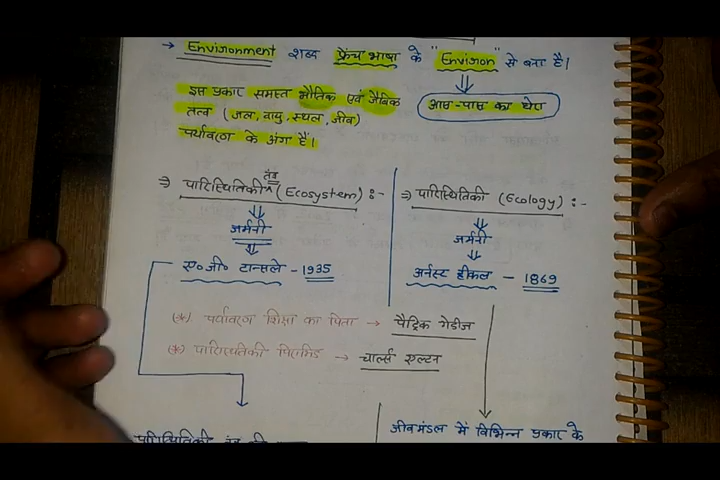 → Environment शब्द फ्रेंच भाषा के "Environ" से बना है।
आस-पास का घेरा
इस प्रकार समस्त भौतिक एवं जैविक
तत्व (जल, वायु, स्थल, जीव)
पर्यावरण के अंग हैं।
⇒ पारिस्थितिकी तंत्र (Ecosystem) :-
जर्मनी
ए०जी० टान्सले - 1935
⇒ पारिस्थितिकी (Ecology) :-
जर्मनी
अर्नस्ट हीकल - 1869
(*) पर्यावरण शिक्षा का पिता → पैट्रिक गेडीज
(*) पारिस्थितिकी पिरामिड → चार्ल्स एल्टन
जीवमंडल में विभिन्न प्रकार के